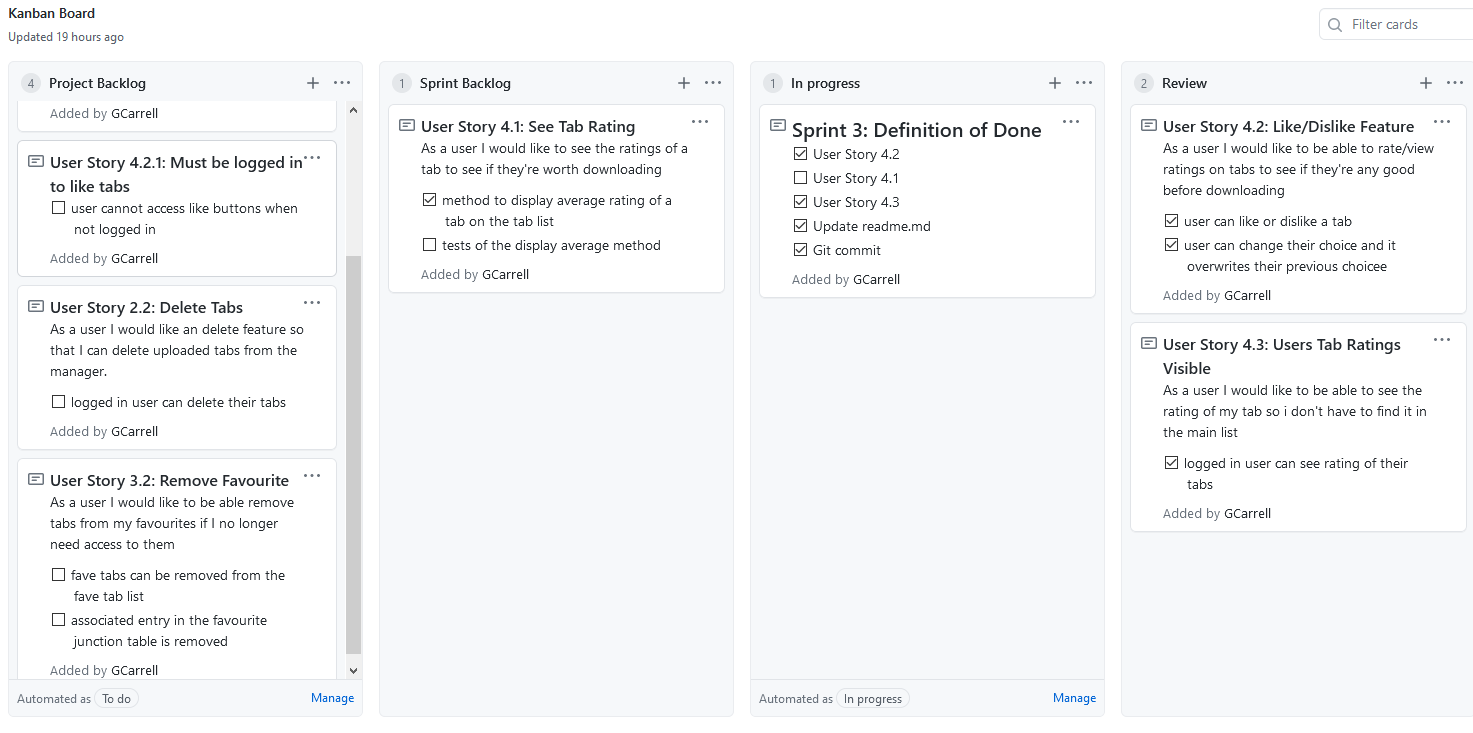 Kanban Board
Updated 19 hours ago
Filter cards
4 Project Backlog
Added by GCarrell
User Story 4.2.1: Must be logged in
to like tabs
user cannot access like buttons when
not logged in
Added by GCarrell
User Story 2.2: Delete Tabs
As a user I would like an delete feature so
that I can delete uploaded tabs from the
manager.
logged in user can delete their tabs
Added by GCarrell
User Story 3.2: Remove Favourite
As a user I would like to be able remove
tabs from my favourites if I no longer
need access to them
fave tabs can be removed from the
fave tab list
associated entry in the favourite
junction table is removed
Added by GCarrell
Automated as To do Manage
1 Sprint Backlog
User Story 4.1: See Tab Rating
As a user I would like to see the ratings of a
tab to see if they're worth downloading
method to display average rating of a
tab on the tab list
tests of the display average method
Added by GCarrell
1 In progress
Sprint 3: Definition of Done
User Story 4.2
User Story 4.1
User Story 4.3
Update readme.md
Git commit
Added by GCarrell
Automated as In progress Manage
2 Review
User Story 4.2: Like/Dislike Feature
As a user I would like to be able to rate/view
ratings on tabs to see if they're any good
before downloading
user can like or dislike a tab
user can change their choice and it
overwrites their previous choicee
Added by GCarrell
User Story 4.3: Users Tab Ratings
Visible
As a user I would like to be able to see the
rating of my tab so i don't have to find it in
the main list
logged in user can see rating of their
tabs
Added by GCarrell